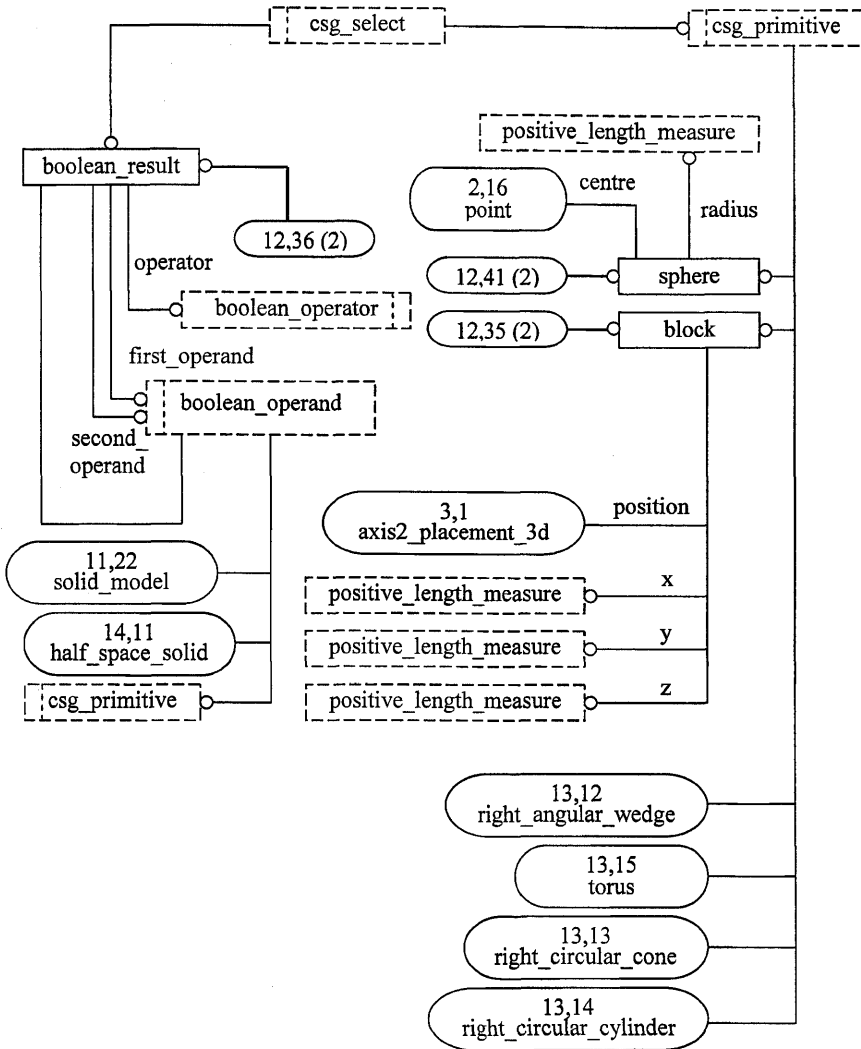 csg_select
csg_primitive
positive_length_measure
boolean_result
centre
2,16
point
radius
12,36 (2)
operator
12,41 (2)
sphere
boolean_operator
12,35 (2)
block
first_operand
boolean_operand
second_
operand
3,1
axis2_placement_3d
position
11,22
solid_model
x
positive_length_measure
14,11
half_space_solid
y
positive_length_measure
csg_primitive
z
positive_length_measure
13,12
right_angular_wedge
13,15
torus
13,13
right_circular_cone
13,14
right_circular_cylinder